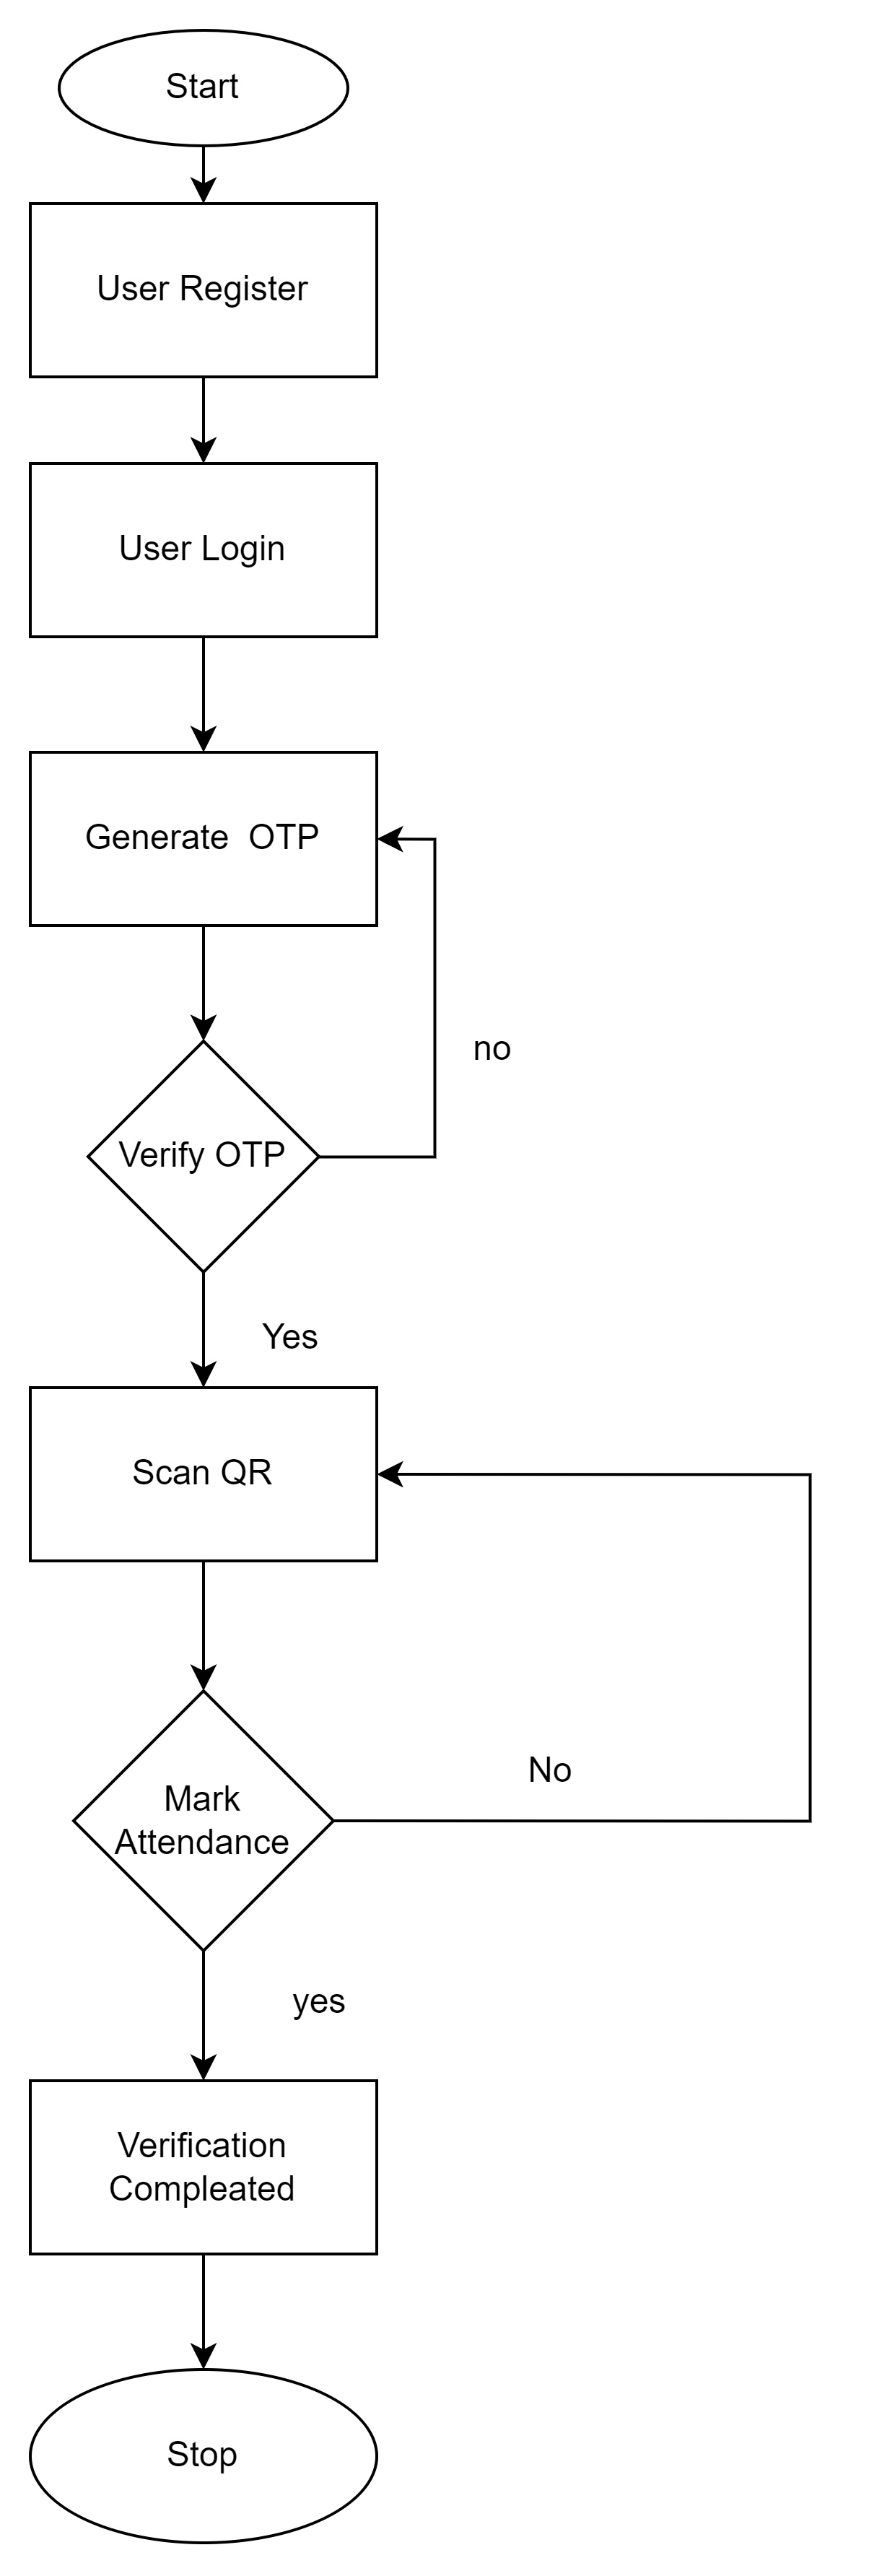 Start
User Register
User Login
Generate  OTP
no
Verify OTP
Yes
Scan QR
No
Mark
Attendance
yes
Verification
Compleated
Stop